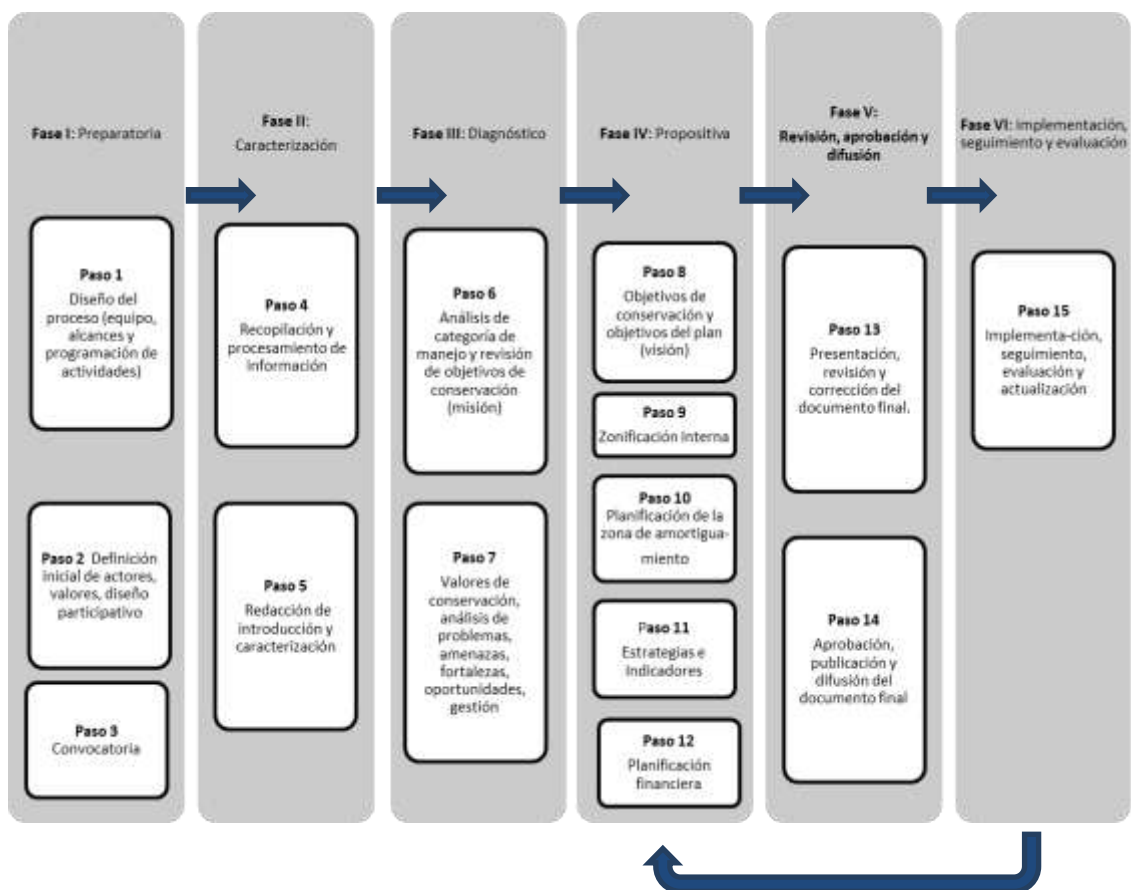 Fase I: Preparatoria
Paso 1
Diseño del
proceso (equipo,
alcances y
programación de
actividades)
Paso 2 Definición
inicial de actores,
valores, diseño
participativo
Paso 3
Convocatoria
Fase II:
Caracterización
Paso 4
Recopilación y
procesamiento de
información
Paso 5
Redacción de
introducción y
caracterización
Fase III: Diagnóstico
Paso 6
Análisis de
categoría de
manejo y revisión
de objetivos de
conservación
(misión)
Paso 7
Valores de
conservación,
análisis de
problemas,
amenazas,
fortalezas,
oportunidades,
gestión
Fase IV: Propositiva
Paso 8
Objetivos de
conservación y
objetivos del plan
(visión)
Paso 9
Zonificación Interna
Paso 10
Planificación de la
zona de amortigua-
miento
Paso 11
Estrategias e
Indicadores
Paso 12
Planificación
financiera
Fase V:
Revisión, aprobación y
difusión
Paso 13
Presentación,
revisión y
corrección del
documento final.
Paso 14
Aprobación,
publicación y
difusión del
documento final
Fase VI: Implementación,
seguimiento y evaluación
Paso 15
Implementa-ción,
seguimiento,
evaluación y
actualización